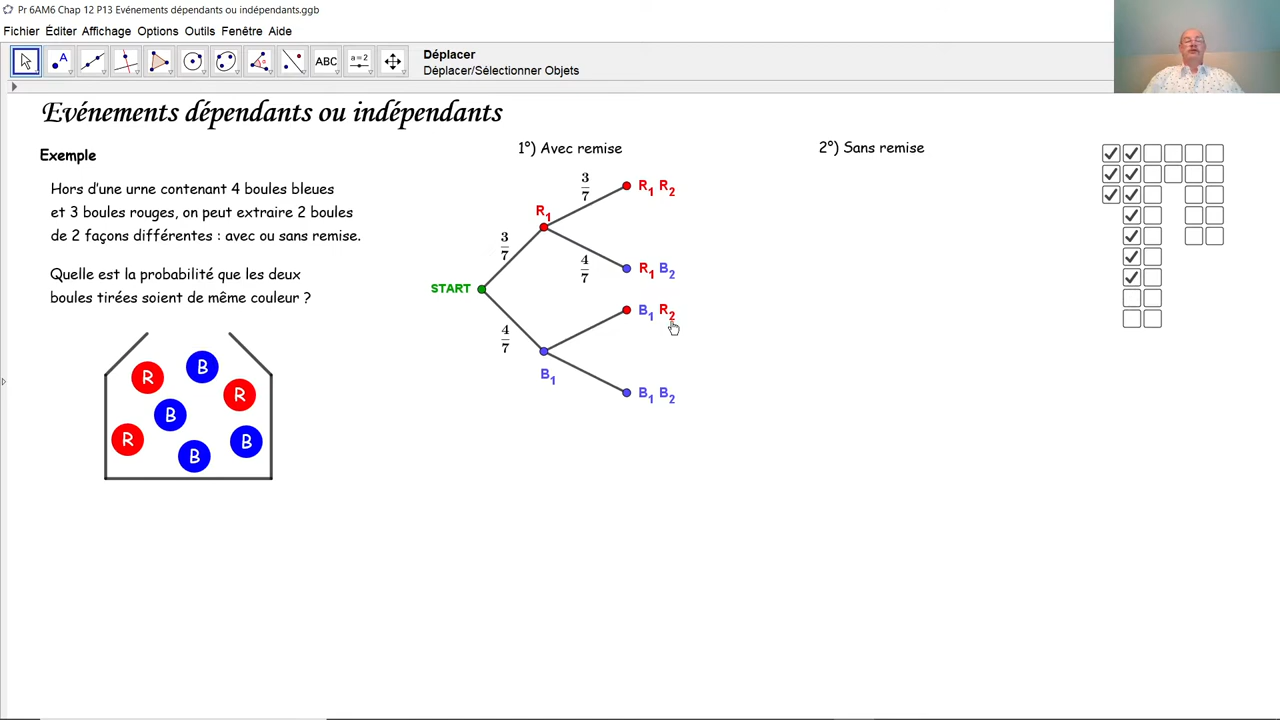 Pr 6AM6 Chap 12 P13 Evénements dépendants ou indépendants.ggb
Fichier Éditer Affichage Options Outils Fenêtre Aide
A
ABC
a=2
Déplacer
Déplacer/Sélectionner Objets
Evénements dépendants ou indépendants
Exemple
Hors d'une urne contenant 4 boules bleues
et 3 boules rouges, on peut extraire 2 boules
de 2 façons différentes : avec ou sans remise.
Quelle est la probabilité que les deux
boules tirées soient de même couleur ?
R B R
B
R B B
1°) Avec remise
3/7
R1 R2
R1
3/7
4/7
R1 B2
START
B1 R2
4/7
B1
B1 B2
2°) Sans remise